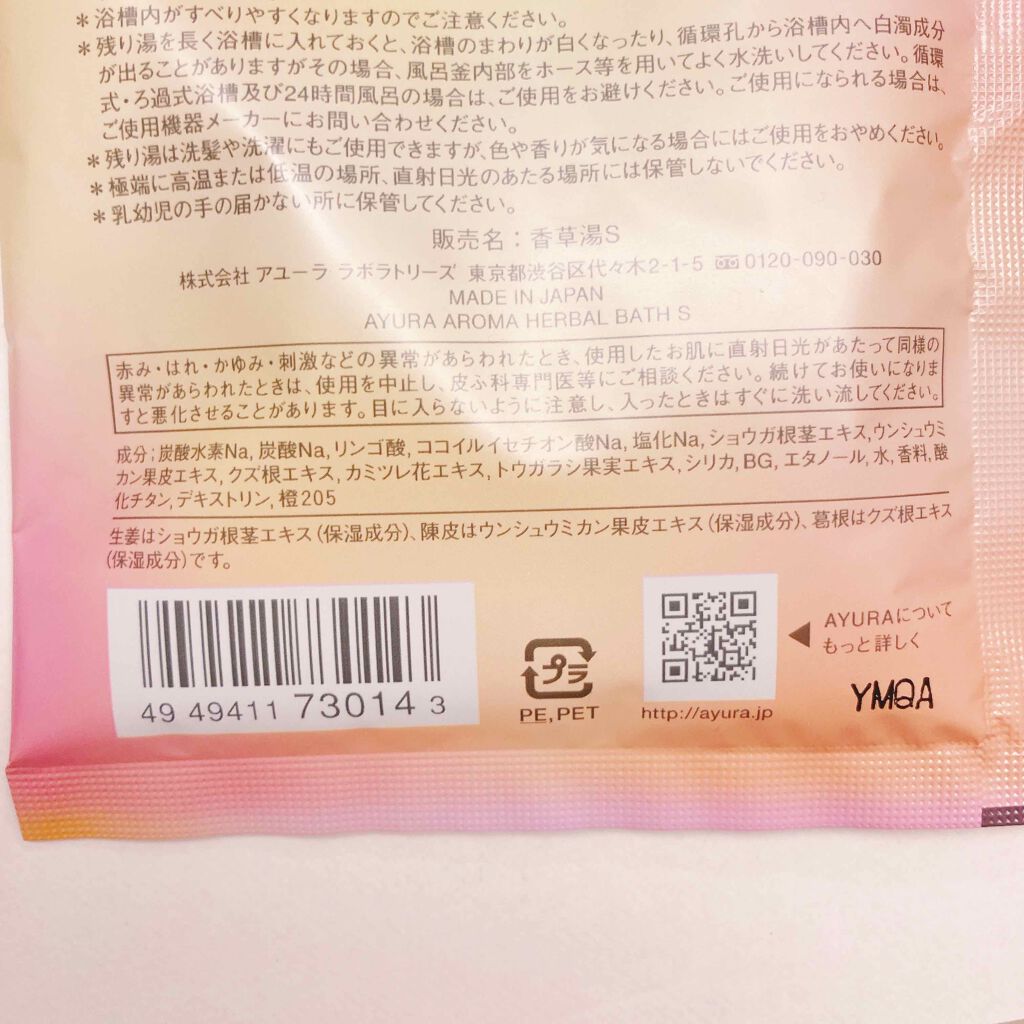 ＊浴槽内がすべりやすくなりますのでご注意ください。
＊残り湯を長く浴槽に入れておくと、浴槽のまわりが白くなったり、循環孔から浴槽内へ白濁成分
が出ることがありますがその場合、風呂釜内部をホース等を用いてよく水洗いしてください。循環
式・ろ過式浴槽及び24時間風呂の場合は、ご使用をお避けください。ご使用になられる場合は、
ご使用機器メーカーにお問い合わせください。
＊残り湯は洗髪や洗濯にもご使用できますが、色や香りが気になる場合にはご使用をおやめください。
＊極端に高温または低温の場所、直射日光のあたる場所には保管しないでください。
＊乳幼児の手の届かない所に保管してください。
販売名：香草湯S
株式会社 アユーラ ラボラトリーズ 東京都渋谷区代々木2-1-5 0120-090-030
MADE IN JAPAN
AYURA AROMA HERBAL BATH S
赤み・はれ・かゆみ・刺激などの異常があらわれたとき、使用したお肌に直射日光があたって同様の
異常があらわれたときは、使用を中止し、皮ふ科専門医等にご相談ください。続けてお使いになりま
すと悪化させることがあります。目に入らないように注意し、入ったときはすぐに洗い流してください。
成分；炭酸水素Na, 炭酸Na, リンゴ酸, ココイルイセチオン酸Na, 塩化Na, ショウガ根茎エキス, ウンシュウミ
カン果皮エキス, クズ根エキス, カミツレ花エキス, トウガラシ果実エキス, シリカ, BG, エタノール, 水, 香料, 酸
化チタン, デキストリン, 橙205
生姜はショウガ根茎エキス（保湿成分）、陳皮はウンシュウミカン果皮エキス（保湿成分）、葛根はクズ根エキス
（保湿成分）です。
4949411730143
プラ
PE, PET
http://ayura.jp
AYURAについて
もっと詳しく
YMQA